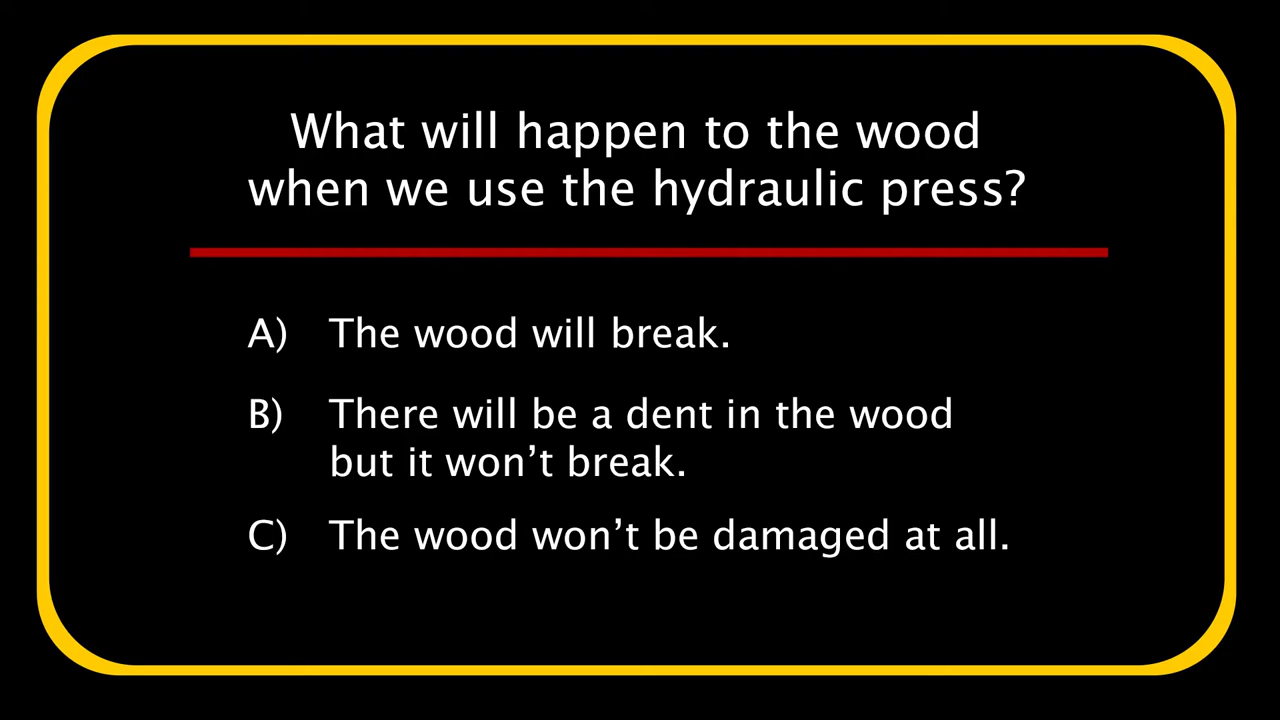 What will happen to the wood
when we use the hydraulic press?
A) The wood will break.
B) There will be a dent in the wood
but it won’t break.
C) The wood won’t be damaged at all.